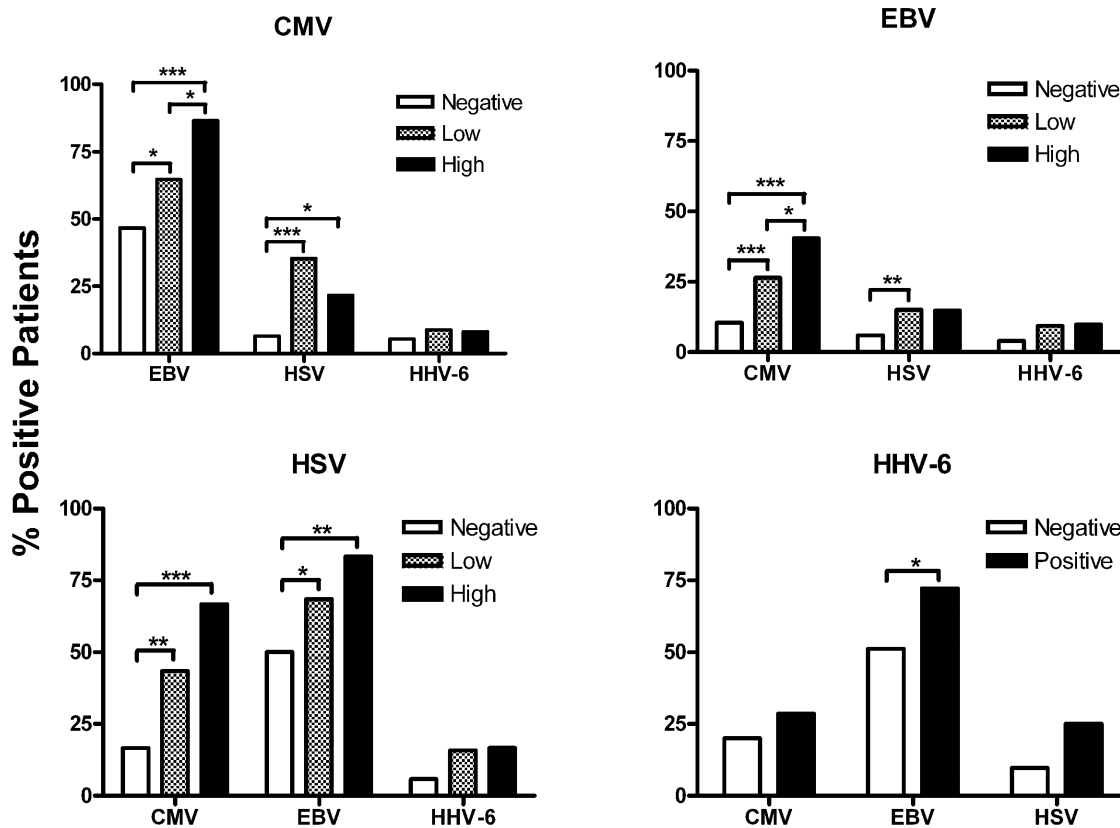 % Positive Patients
CMV
100
75
50
25
0
***
*
*
*
***
Negative
Low
High
EBV HSV HHV-6
EBV
100
75
50
25
0
***
*
***
**
Negative
Low
High
CMV HSV HHV-6
HSV
100
75
50
25
0
***
**
**
*
Negative
Low
High
CMV EBV HHV-6
HHV-6
100
75
50
25
0
*
Negative
Positive
CMV EBV HSV